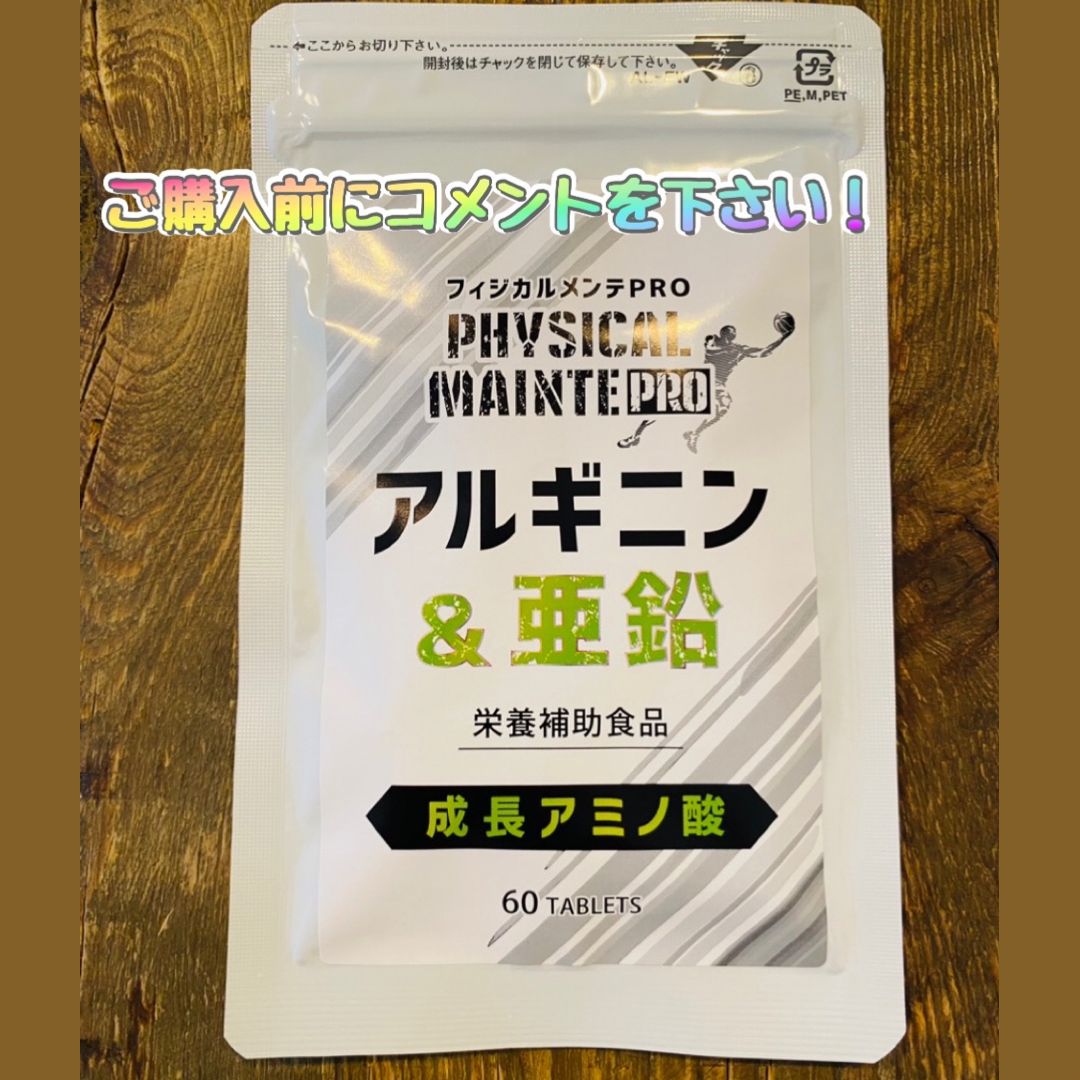 ⬅ここからお切り下さい。
開封後はチャックを閉じて保存して下さい。
チャック
プラ
PE,M,PET
ご購入前にコメントを下さい！
フィジカルメンテPRO
PHYSICAL
MAINTE PRO
アルギニン
&亜鉛
栄養補助食品
成長アミノ酸
60 TABLETS